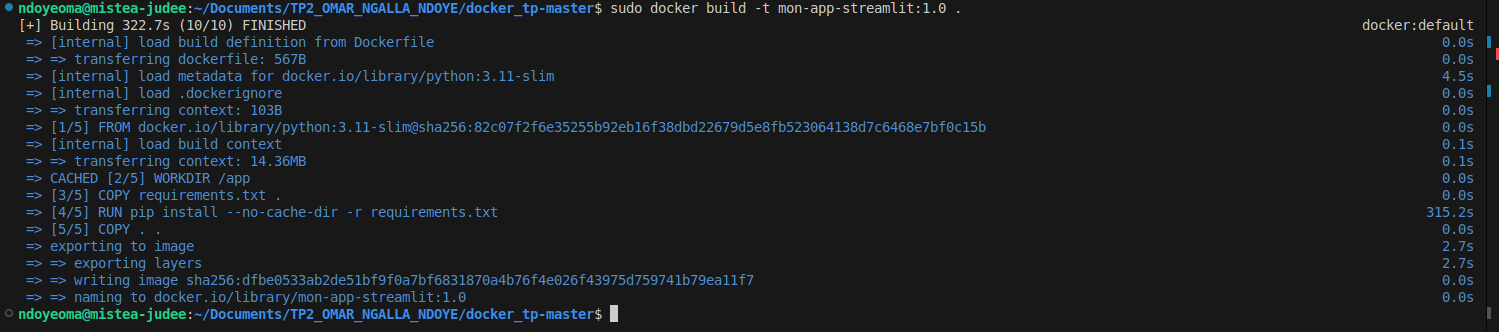 ndoyeoma@mistea-judee:~/Documents/TP2_OMAR_NGALLA_NDOYE/docker_tp-master$ sudo docker build -t mon-app-streamlit:1.0 .
[+] Building 322.7s (10/10) FINISHED docker:default
=> [internal] load build definition from Dockerfile 0.0s
=> => transferring dockerfile: 567B 0.0s
=> [internal] load metadata for docker.io/library/python:3.11-slim 4.5s
=> [internal] load .dockerignore 0.0s
=> => transferring context: 103B 0.0s
=> [1/5] FROM docker.io/library/python:3.11-slim@sha256:82c07f2f6e35255b92eb16f38dbd22679d5e8fb523064138d7c6468e7bf0c15b 0.0s
=> [internal] load build context 0.1s
=> => transferring context: 14.36MB 0.1s
=> CACHED [2/5] WORKDIR /app 0.0s
=> [3/5] COPY requirements.txt . 0.0s
=> [4/5] RUN pip install --no-cache-dir -r requirements.txt 315.2s
=> [5/5] COPY . . 0.0s
=> exporting to image 2.7s
=> => exporting layers 2.7s
=> => writing image sha256:dfbe0533ab2de51bf9f0a7bf6831870a4b76f4e026f43975d759741b79ea11f7 0.0s
=> => naming to docker.io/library/mon-app-streamlit:1.0 0.0s
ndoyeoma@mistea-judee:~/Documents/TP2_OMAR_NGALLA_NDOYE/docker_tp-master$